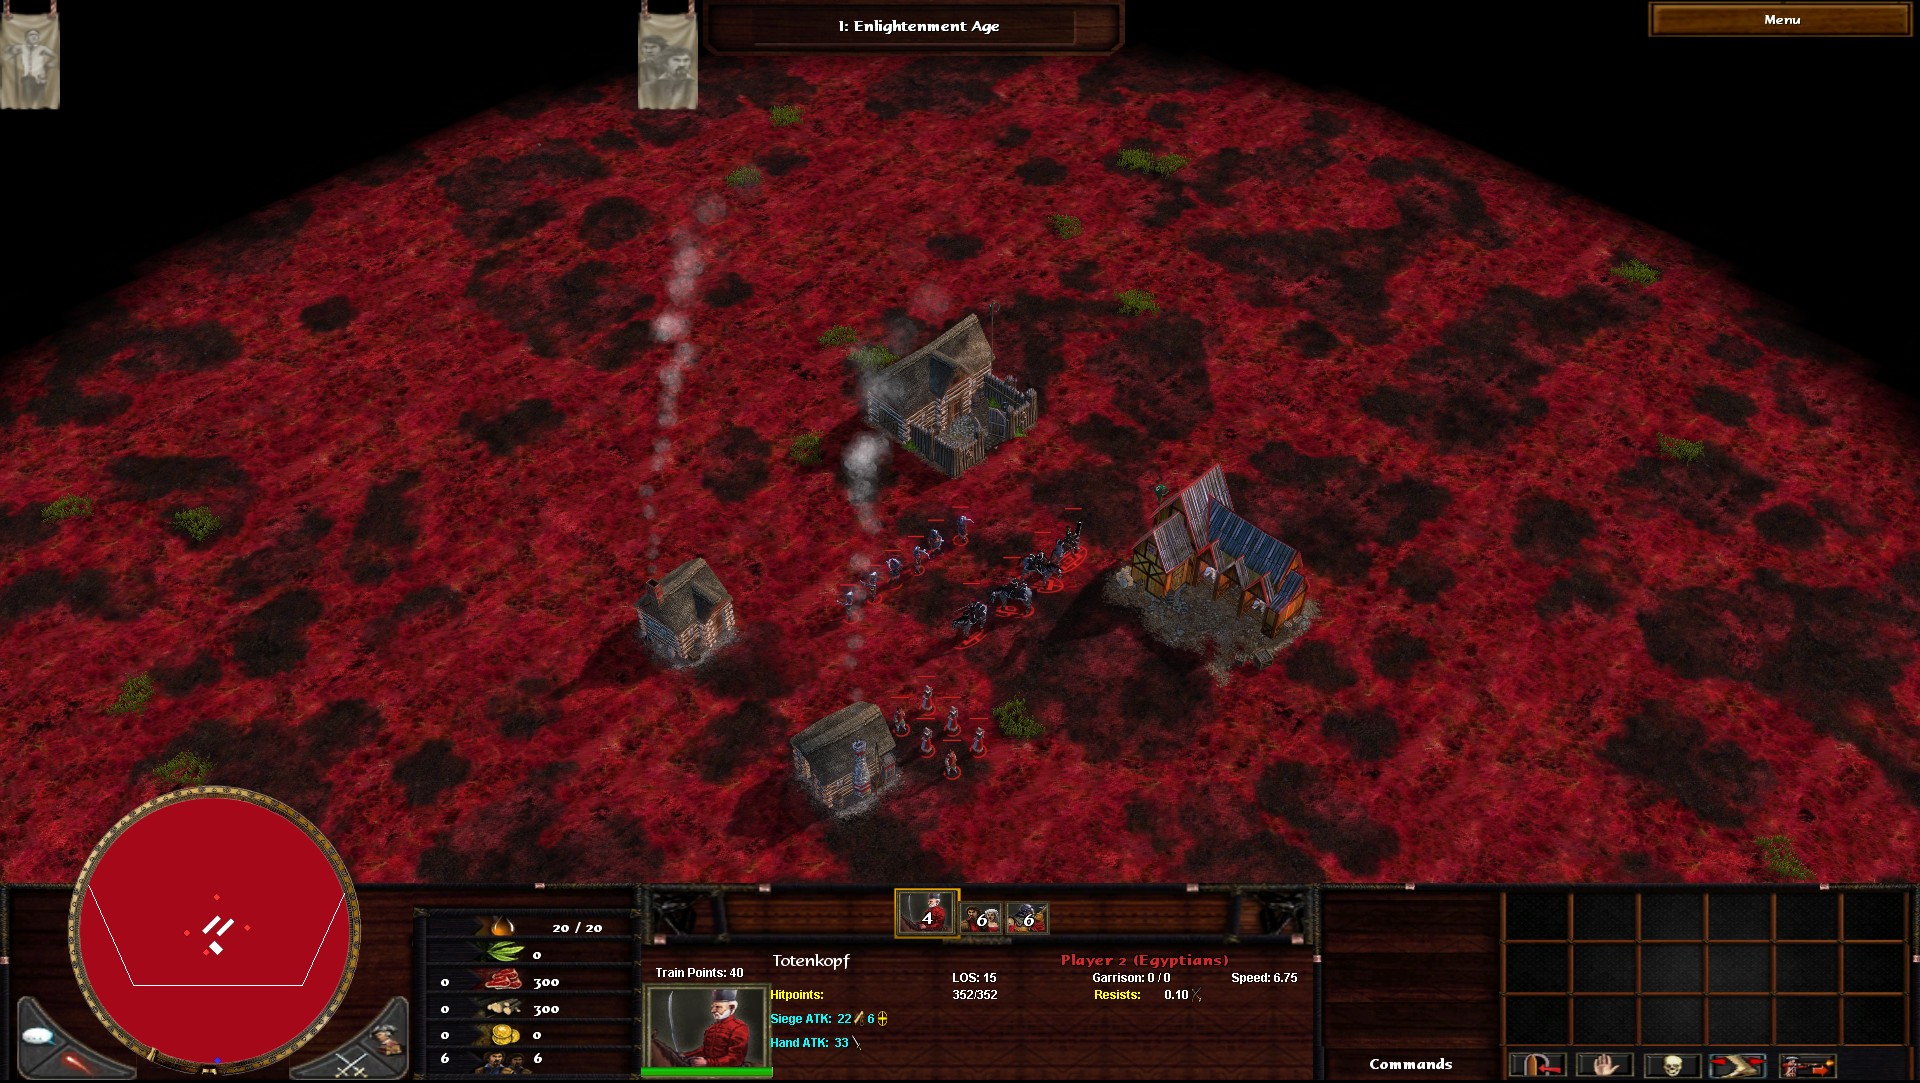 1: Enlightenment Age
Menu
20 / 20
0
0 300
0 300
0 0
6 6
4 6 6
Totenkopf
Player 2 (Egyptians)
Train Points: 40
LOS: 15
Garrison: 0 / 0
Speed: 6.75
Hitpoints:
352/352
Resists: 0.10
Siege ATK: 22 6
Hand ATK: 33
Commands